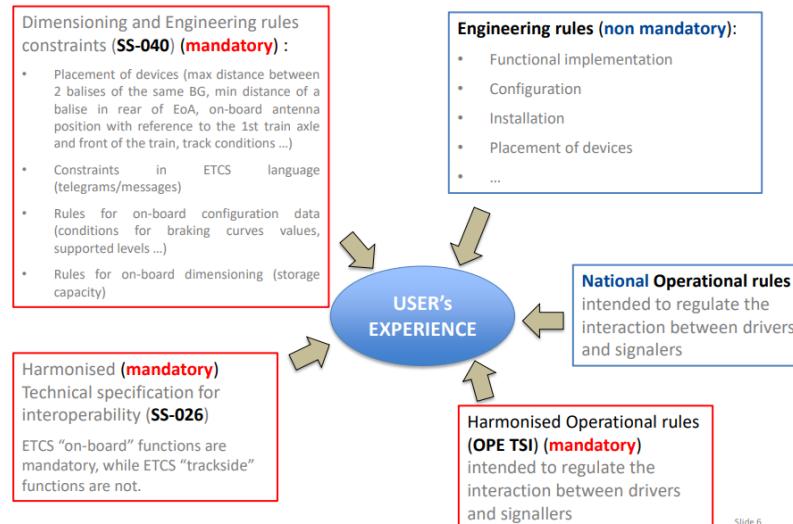 Dimensioning and Engineering rules
constraints (SS-040) (mandatory) :
• Placement of devices (max distance between
2 balises of the same BG, min distance of a
balise in rear of EoA, on-board antenna
position with reference to the 1st train axle
and front of the train, track conditions ...)
• Constraints in ETCS language
(telegrams/messages)
• Rules for on-board configuration data
(conditions for braking curves values,
supported levels ...)
• Rules for on-board dimensioning (storage
capacity)
Engineering rules (non mandatory):
• Functional implementation
• Configuration
• Installation
• Placement of devices
• ...
USER's
EXPERIENCE
National Operational rules
intended to regulate the
interaction between drivers
and signalers
Harmonised (mandatory)
Technical specification for
interoperability (SS-026)
ETCS “on-board” functions are
mandatory, while ETCS “trackside”
functions are not.
Harmonised Operational rules
(OPE TSI) (mandatory)
intended to regulate the
interaction between drivers
and signallers
Slide 6